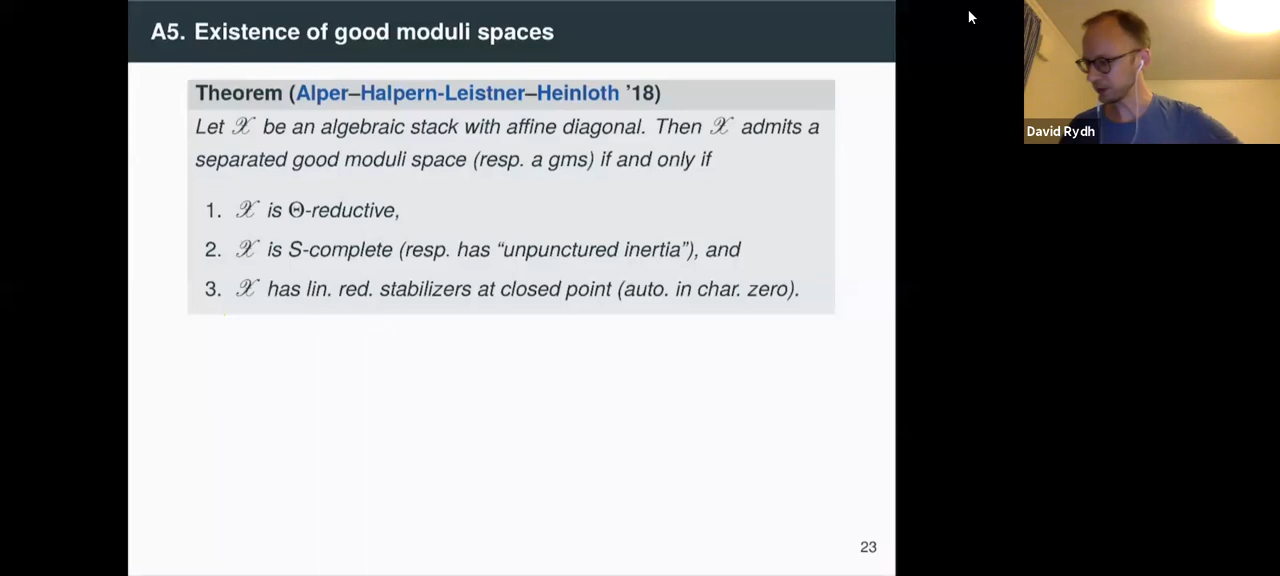 A5. Existence of good moduli spaces
Theorem (Alper–Halpern-Leistner–Heinloth '18)
Let 𝒳 be an algebraic stack with affine diagonal. Then 𝒳 admits a
separated good moduli space (resp. a gms) if and only if
1. 𝒳 is Θ-reductive,
2. 𝒳 is S-complete (resp. has “unpunctured inertia”), and
3. 𝒳 has lin. red. stabilizers at closed point (auto. in char. zero).
23
David Rydh